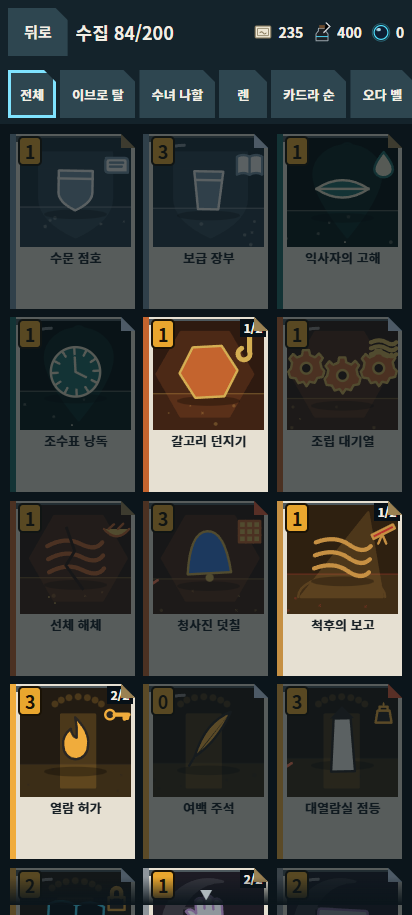 뒤로
수집 84/200
235
400
0
전체
이브로 탈
수녀 나할
렌
카드라 순
오다 벨
1
수문 점호
3
보급 장부
1
익사자의 고해
1
조수표 낭독
1
갈고리 던지기
1
조립 대기열
1
선체 해체
3
청사진 덧칠
1
척후의 보고
3
열람 허가
0
여백 주석
3
대열람실 점등
2
1
2